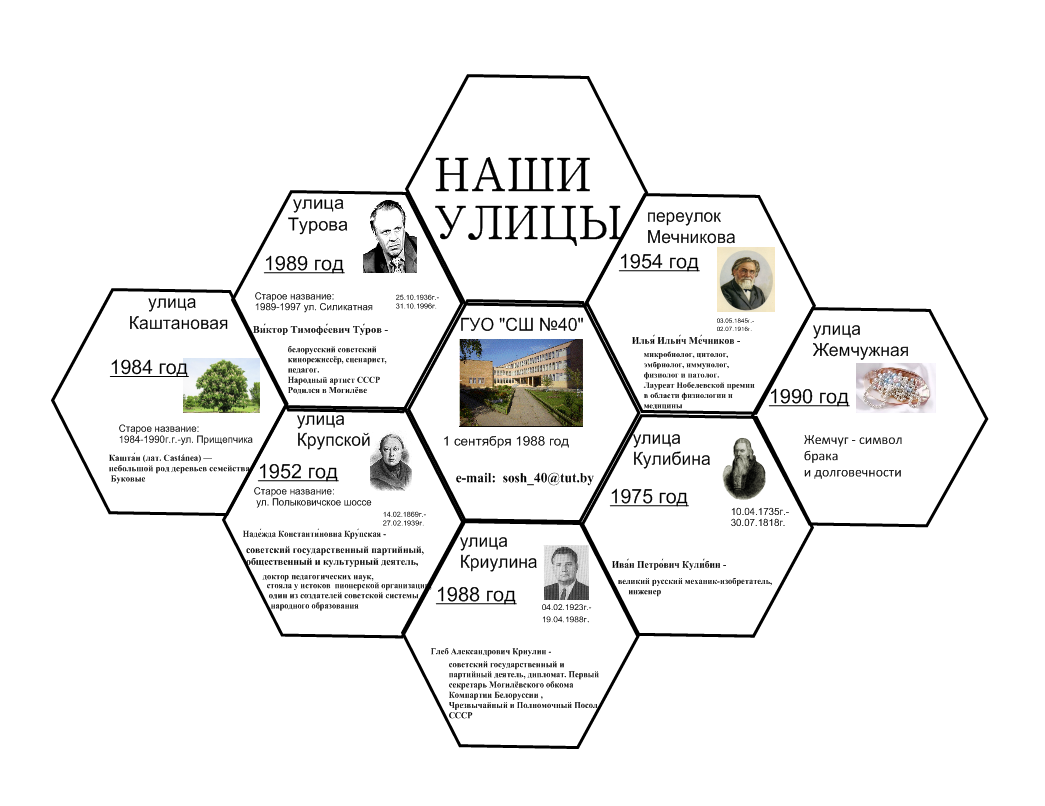 НАШИ
УЛИЦЫ
улица
Турова
1989 год
Старое название:
1989-1997 ул. Силикатная
25.10.1936г.-
31.10.1996г.
Ви́ктор Тимофе́евич Ту́ров -
белорусский советский
кинорежиссёр, сценарист,
педагог.
Народный артист СССР
Родился в Могилёве
переулок
Мечникова
1954 год
03.05.1845г.-
02.07.1916г.
Илья́ Ильи́ч Ме́чников -
микробиолог, цитолог,
эмбриолог, иммунолог,
физиолог и патолог.
Лауреат Нобелевской премии
в области физиологии и
медицины
улица
Каштановая
1984 год
Старое название:
1984-1990г.г.-ул. Прищепчика
Кашта́н (лат. Castánea) —
небольшой род деревьев семейства
Буковые
ГУО "СШ №40"
1 сентября 1988 год
e-mail: sosh_40@tut.by
улица
Жемчужная
1990 год
Жемчуг - символ
брака
и долговечности
улица
Крупской
1952 год
Старое название:
ул. Полыковичское шоссе
14.02.1869г.-
27.02.1939г.
Наде́жда Константи́новна Кру́пская -
советский государственный партийный,
общественный и культурный деятель,
доктор педагогических наук,
стояла у истоков пионерской организации
один из создателей советской системы
народного образования
улица
Кулибина
1975 год
10.04.1735г.-
30.07.1818г.
Ива́н Петро́вич Кули́бин -
великий русский механик-изобретатель,
инженер
улица
Криулина
1988 год
04.02.1923г.-
19.04.1988г.
Глеб Александрович Криулин -
советский государственный и
партийный деятель, дипломат. Первый
секретарь Могилёвского обкома
Компартии Белоруссии ,
Чрезвычайный и Полномочный Посол
СССР